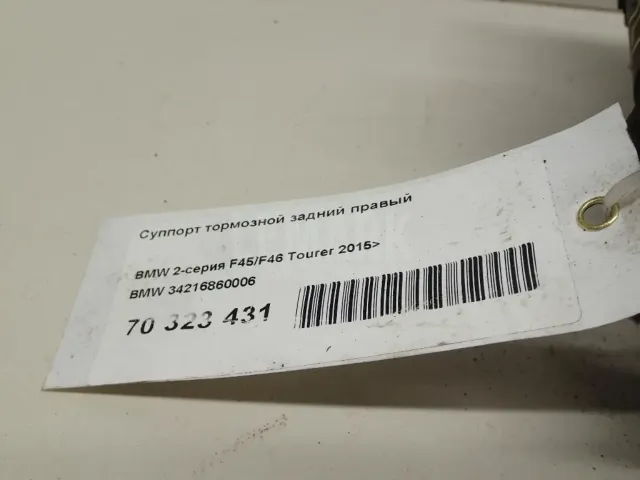 Суппорт тормозной задний правый
BMW 2-серия F45/F46 Tourer 2015>
BMW 34216860006
70 323 431